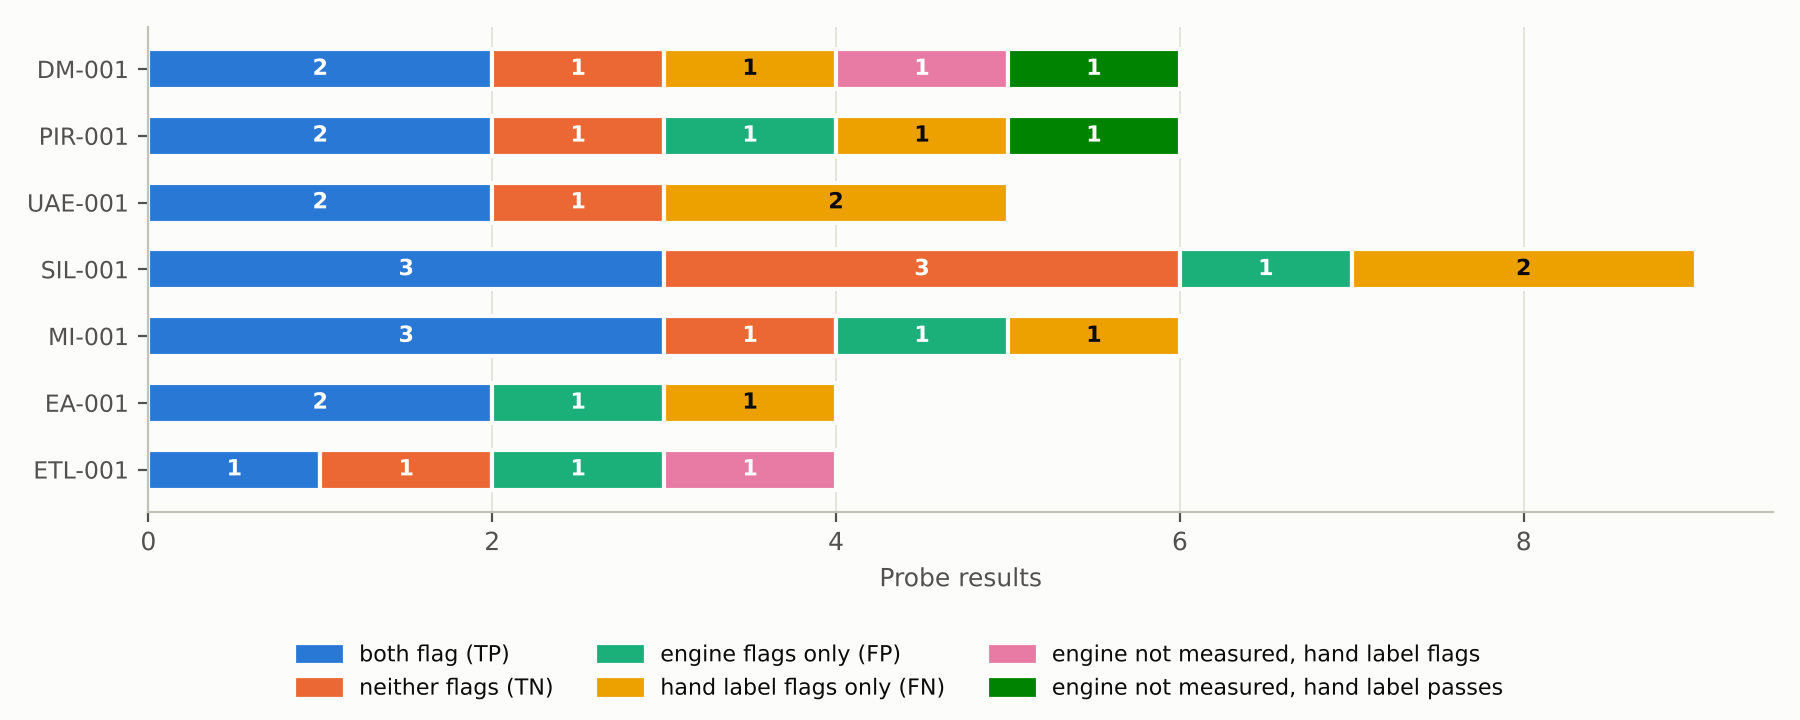 DM-001 2 1 1 1 1
PIR-001 2 1 1 1 1
UAE-001 2 1 2
SIL-001 3 3 1 2
MI-001 3 1 1 1
EA-001 2 1 1
ETL-001 1 1 1 1
0 2 4 6 8
Probe results
both flag (TP) engine flags only (FP) engine not measured, hand label flags
neither flags (TN) hand label flags only (FN) engine not measured, hand label passes